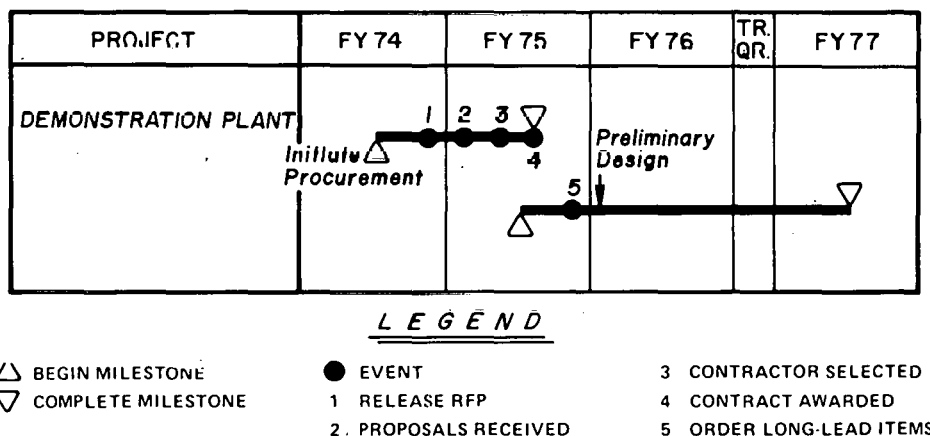 PROJECT FY 74 FY 75 FY 76 TR. QR. FY 77
DEMONSTRATION PLANT
1 2 3
4
Initiute
Procurement
Preliminary
Design
5
LEGEND
BEGIN MILESTONE
COMPLETE MILESTONE
EVENT
1 RELEASE RFP
2. PROPOSALS RECEIVED
3 CONTRACTOR SELECTED
4 CONTRACT AWARDED
5 ORDER LONG-LEAD ITEMS